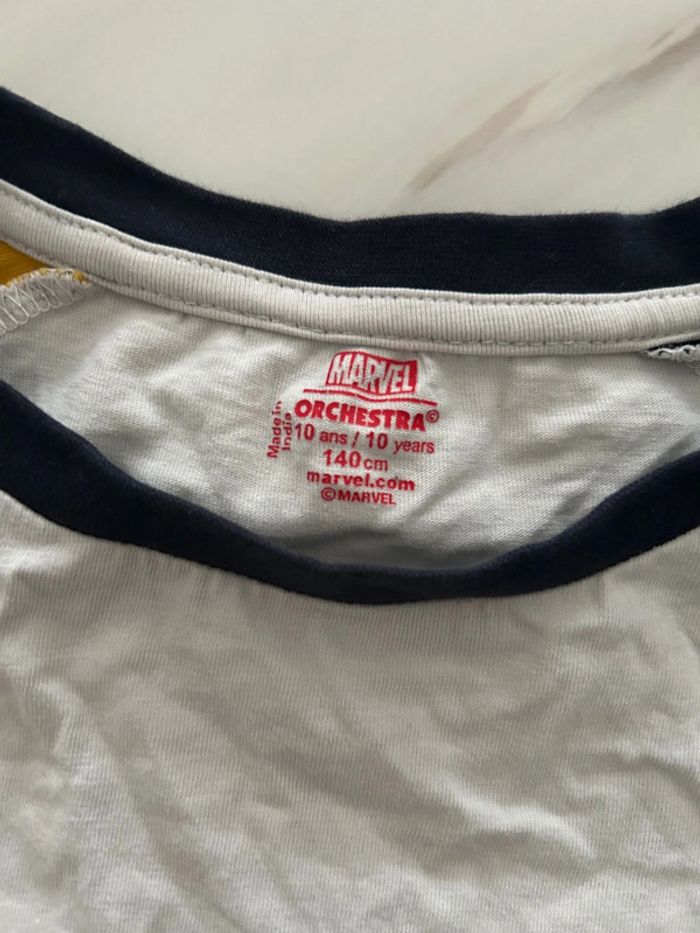 MARVEL
ORCHESTRA©
Made in
India
10 ans / 10 years
140cm
marvel.com
©MARVEL